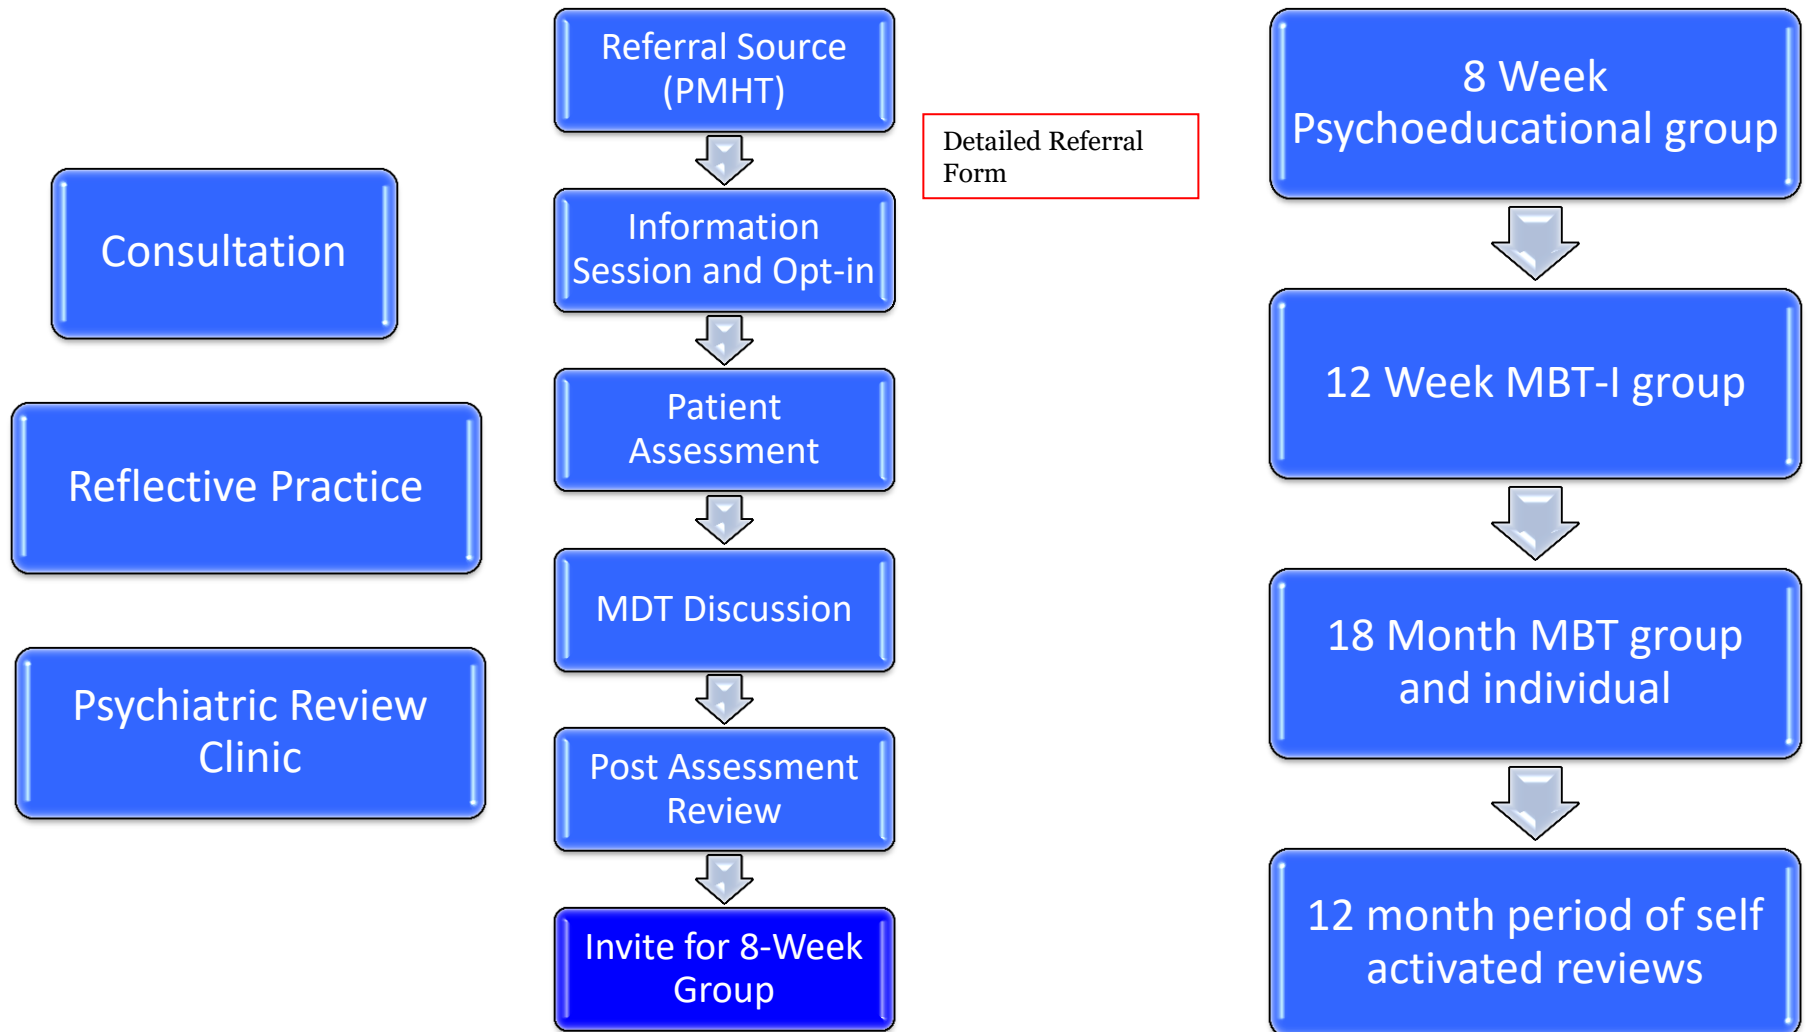 Consultation
Reflective Practice
Psychiatric Review
Clinic
Referral Source
(PMHT)
Information
Session and Opt-in
Patient
Assessment
MDT Discussion
Post Assessment
Review
Invite for 8-Week
Group
Detailed Referral
Form
8 Week
Psychoeducational group
12 Week MBT-I group
18 Month MBT group
and individual
12 month period of self
activated reviews